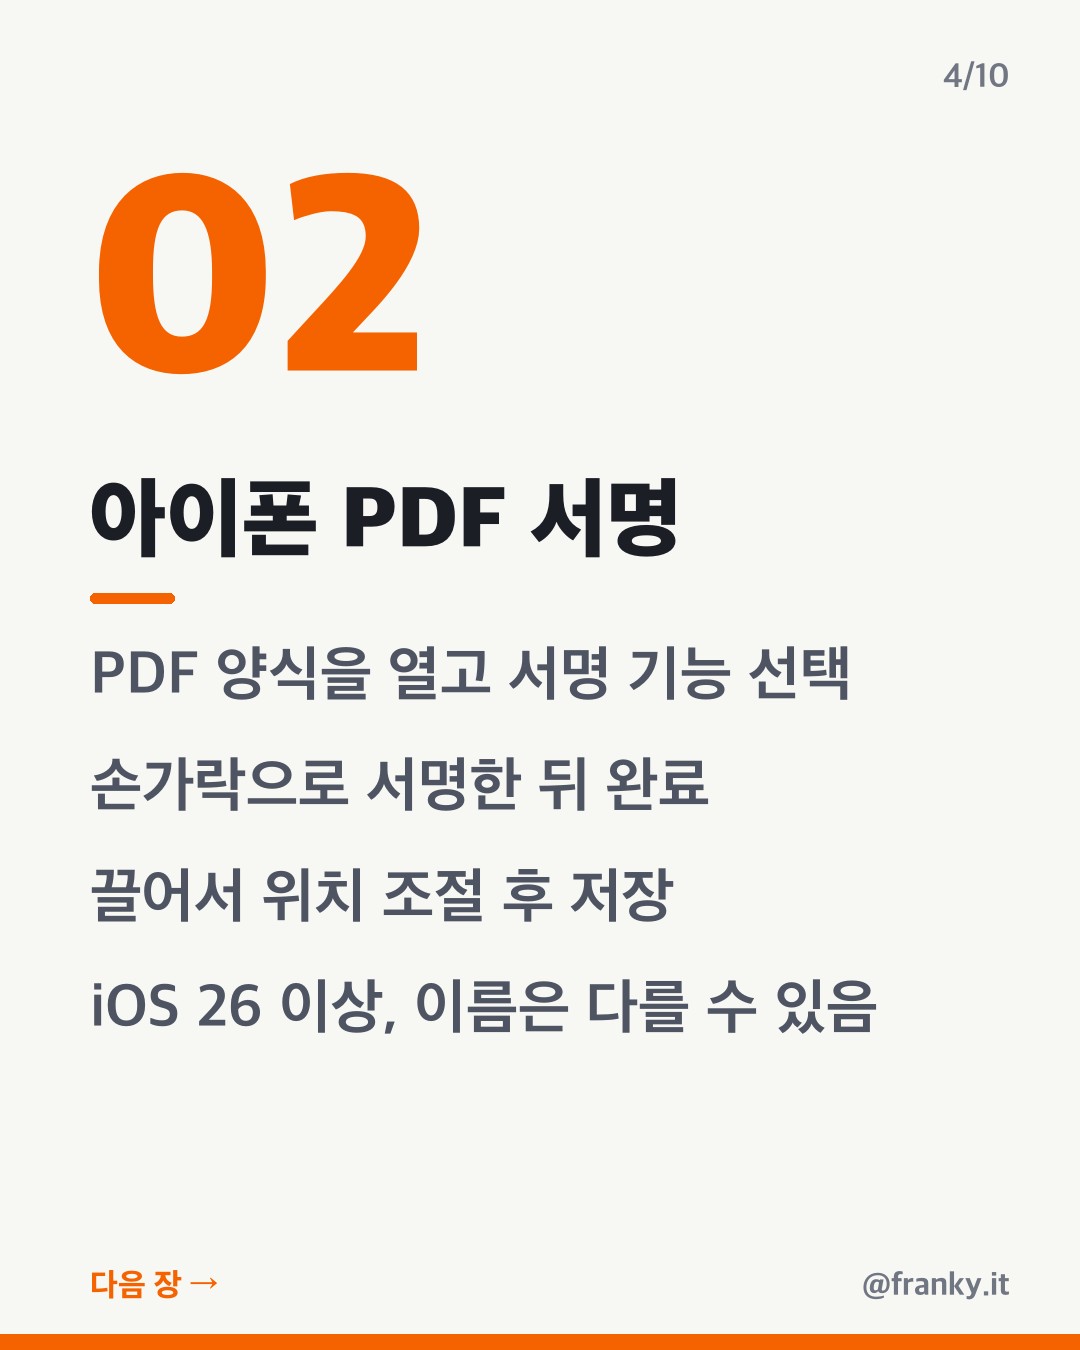 4/10
02
아이폰 PDF 서명
PDF 양식을 열고 서명 기능 선택
손가락으로 서명한 뒤 완료
끌어서 위치 조절 후 저장
iOS 26 이상, 이름은 다를 수 있음
다음 장 →
@franky.it